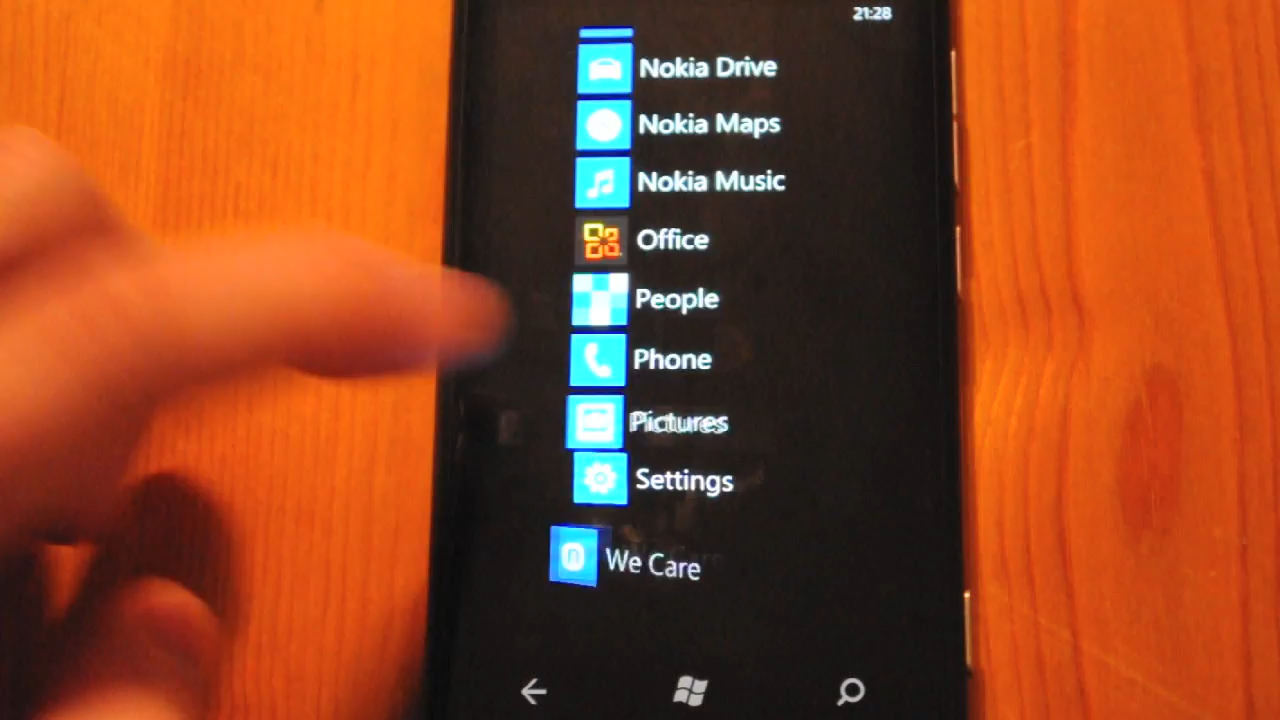 21:28
Nokia Drive
Nokia Maps
Nokia Music
Office
People
Phone
Pictures
Settings
We Care